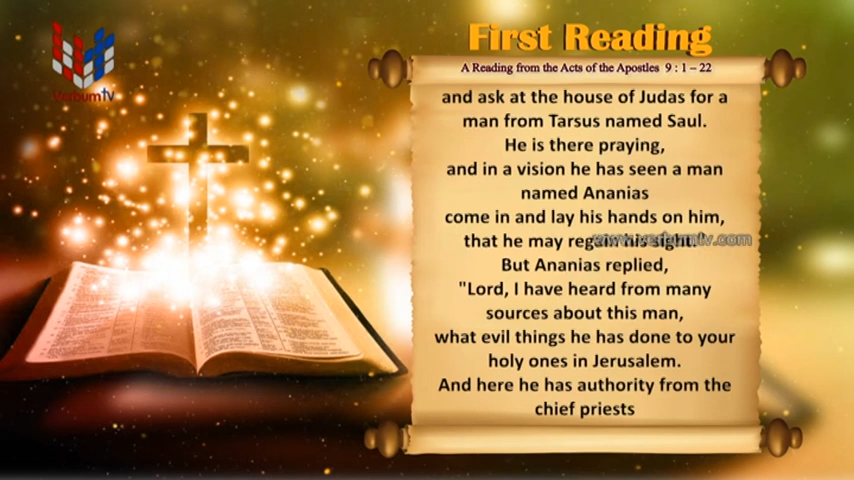 VerbumTV
First Reading
A Reading from the Acts of the Apostles 9 : 1 – 22
and ask at the house of Judas for a
man from Tarsus named Saul.
He is there praying,
and in a vision he has seen a man
named Ananias
come in and lay his hands on him,
that he may regain his sight."
www.verbumtv.com
But Ananias replied,
"Lord, I have heard from many
sources about this man,
what evil things he has done to your
holy ones in Jerusalem.
And here he has authority from the
chief priests